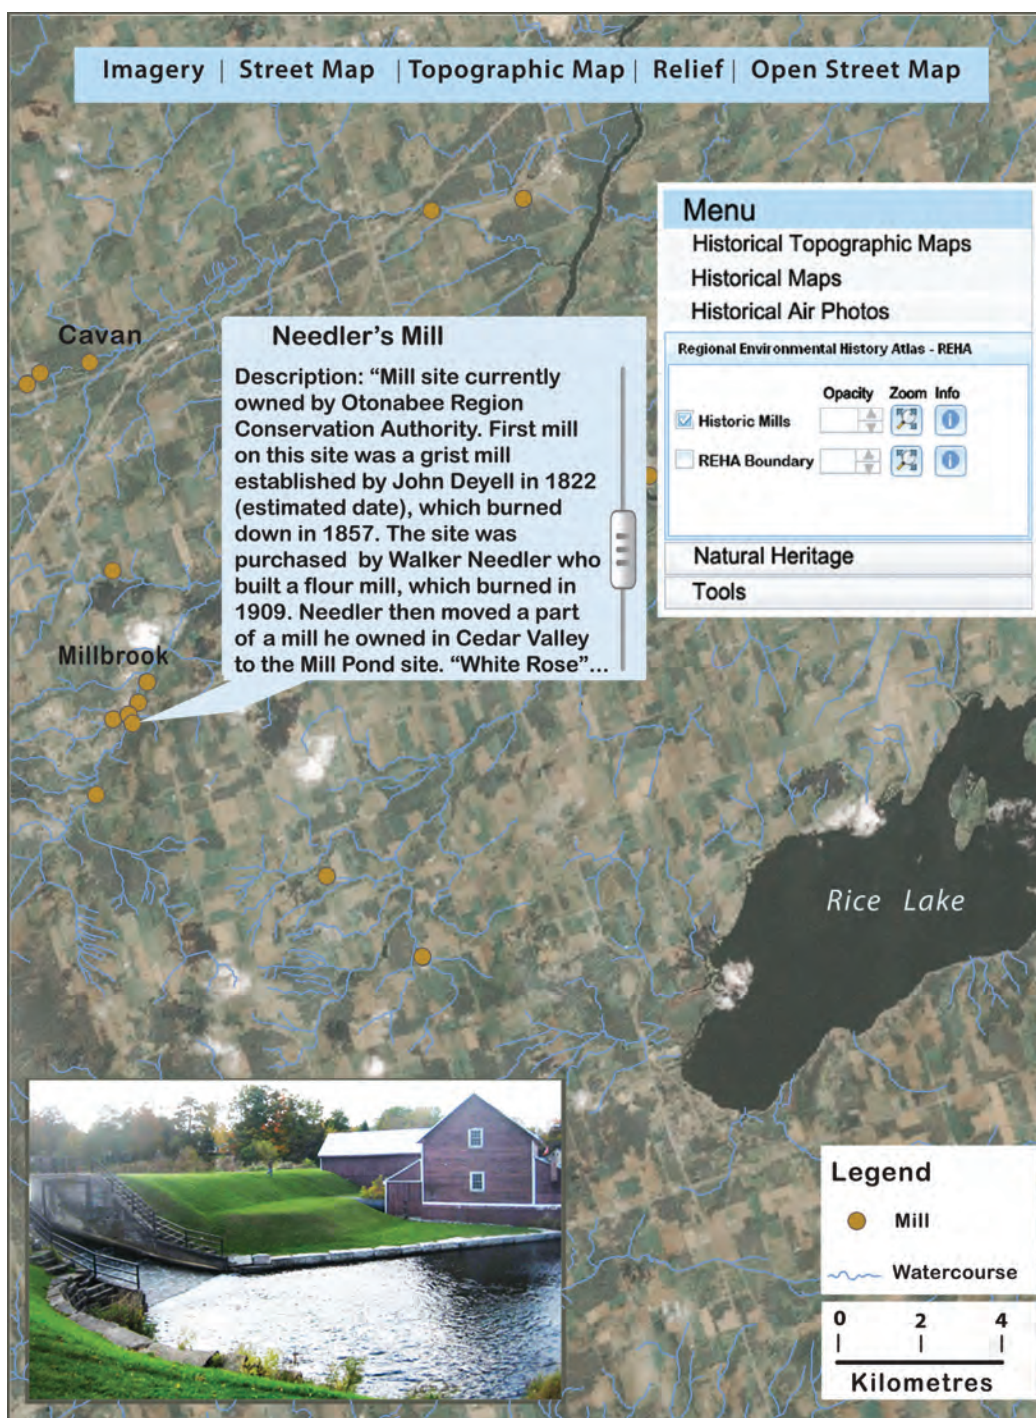 Imagery | Street Map | Topographic Map | Relief | Open Street Map
Menu
Historical Topographic Maps
Historical Maps
Historical Air Photos
Regional Environmental History Atlas - REHA
Opacity Zoom Info
Historic Mills
REHA Boundary
Natural Heritage
Tools
Cavan
Needler's Mill
Description: “Mill site currently
owned by Otonabee Region
Conservation Authority. First mill
on this site was a grist mill
established by John Deyell in 1822
(estimated date), which burned
down in 1857. The site was
purchased by Walker Needler who
built a flour mill, which burned in
1909. Needler then moved a part
of a mill he owned in Cedar Valley
to the Mill Pond site. “White Rose”...
Millbrook
Rice Lake
Legend
Mill
Watercourse
0 2 4
Kilometres